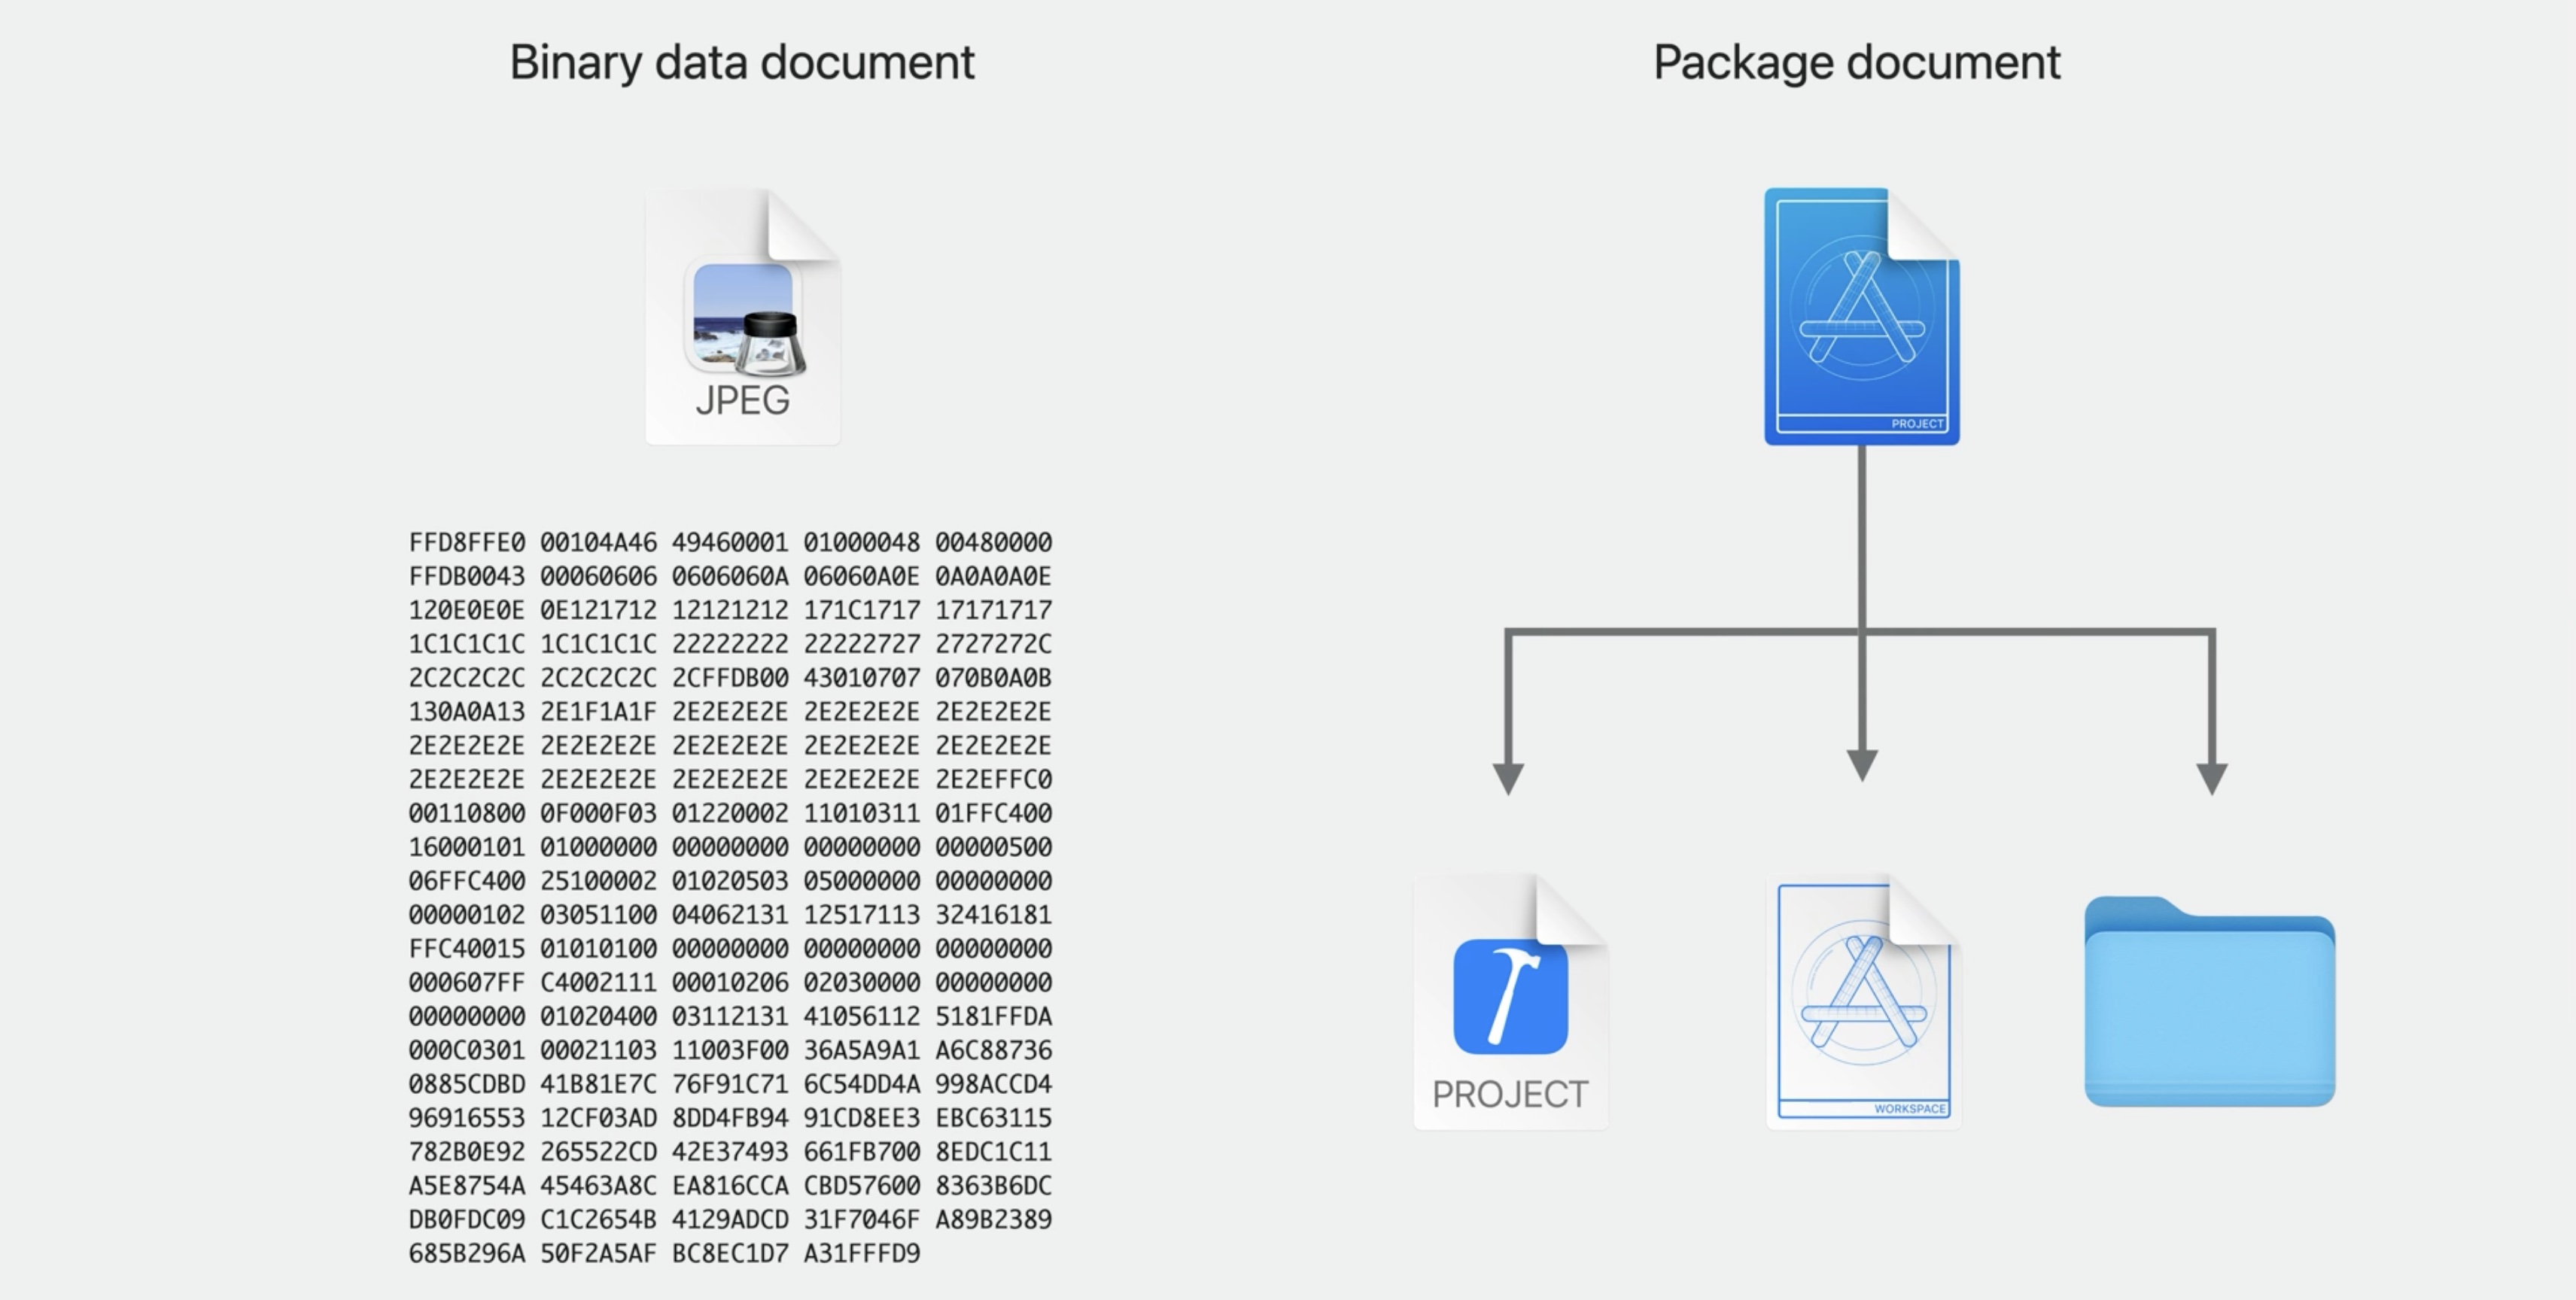 Binary data document
JPEG
FFD8FFE0 00104A46 49460001 01000048 00480000
FFDB0043 00060606 0606060A 06060A0E 0A0A0A0E
120E0E0E 0E121712 12121212 171C1717 17171717
1C1C1C1C 1C1C1C1C 22222222 22222727 2727272C
2C2C2C2C 2C2C2C2C 2CFFDB00 43010707 070B0A0B
130A0A13 2E1F1A1F 2E2E2E2E 2E2E2E2E 2E2E2E2E
2E2E2E2E 2E2E2E2E 2E2E2E2E 2E2E2E2E 2E2E2E2E
2E2E2E2E 2E2E2E2E 2E2E2E2E 2E2E2E2E 2E2EFFC0
00110800 0F000F03 01220002 11010311 01FFC400
16000101 01000000 00000000 00000000 00000500
06FFC400 25100002 01020503 05000000 00000000
00000102 03051100 04062131 12517113 32416181
FFC40015 01010100 00000000 00000000 00000000
000607FF C4002111 00010206 02030000 00000000
00000000 01020400 03112131 41056112 5181FFDA
000C0301 00021103 11003F00 36A5A9A1 A6C88736
0885CDBD 41B81E7C 76F91C71 6C54DD4A 998ACCD4
96916553 12CF03AD 8DD4FB94 91CD8EE3 EBC63115
782B0E92 265522CD 42E37493 661FB700 8EDC1C11
A5E8754A 45463A8C EA816CCA CBD57600 8363B6DC
DB0FDC09 C1C2654B 4129ADCD 31F7046F A89B2389
685B296A 50F2A5AF BC8EC1D7 A31FFFD9
Package document
PROJECT
PROJECT
WORKSPACE